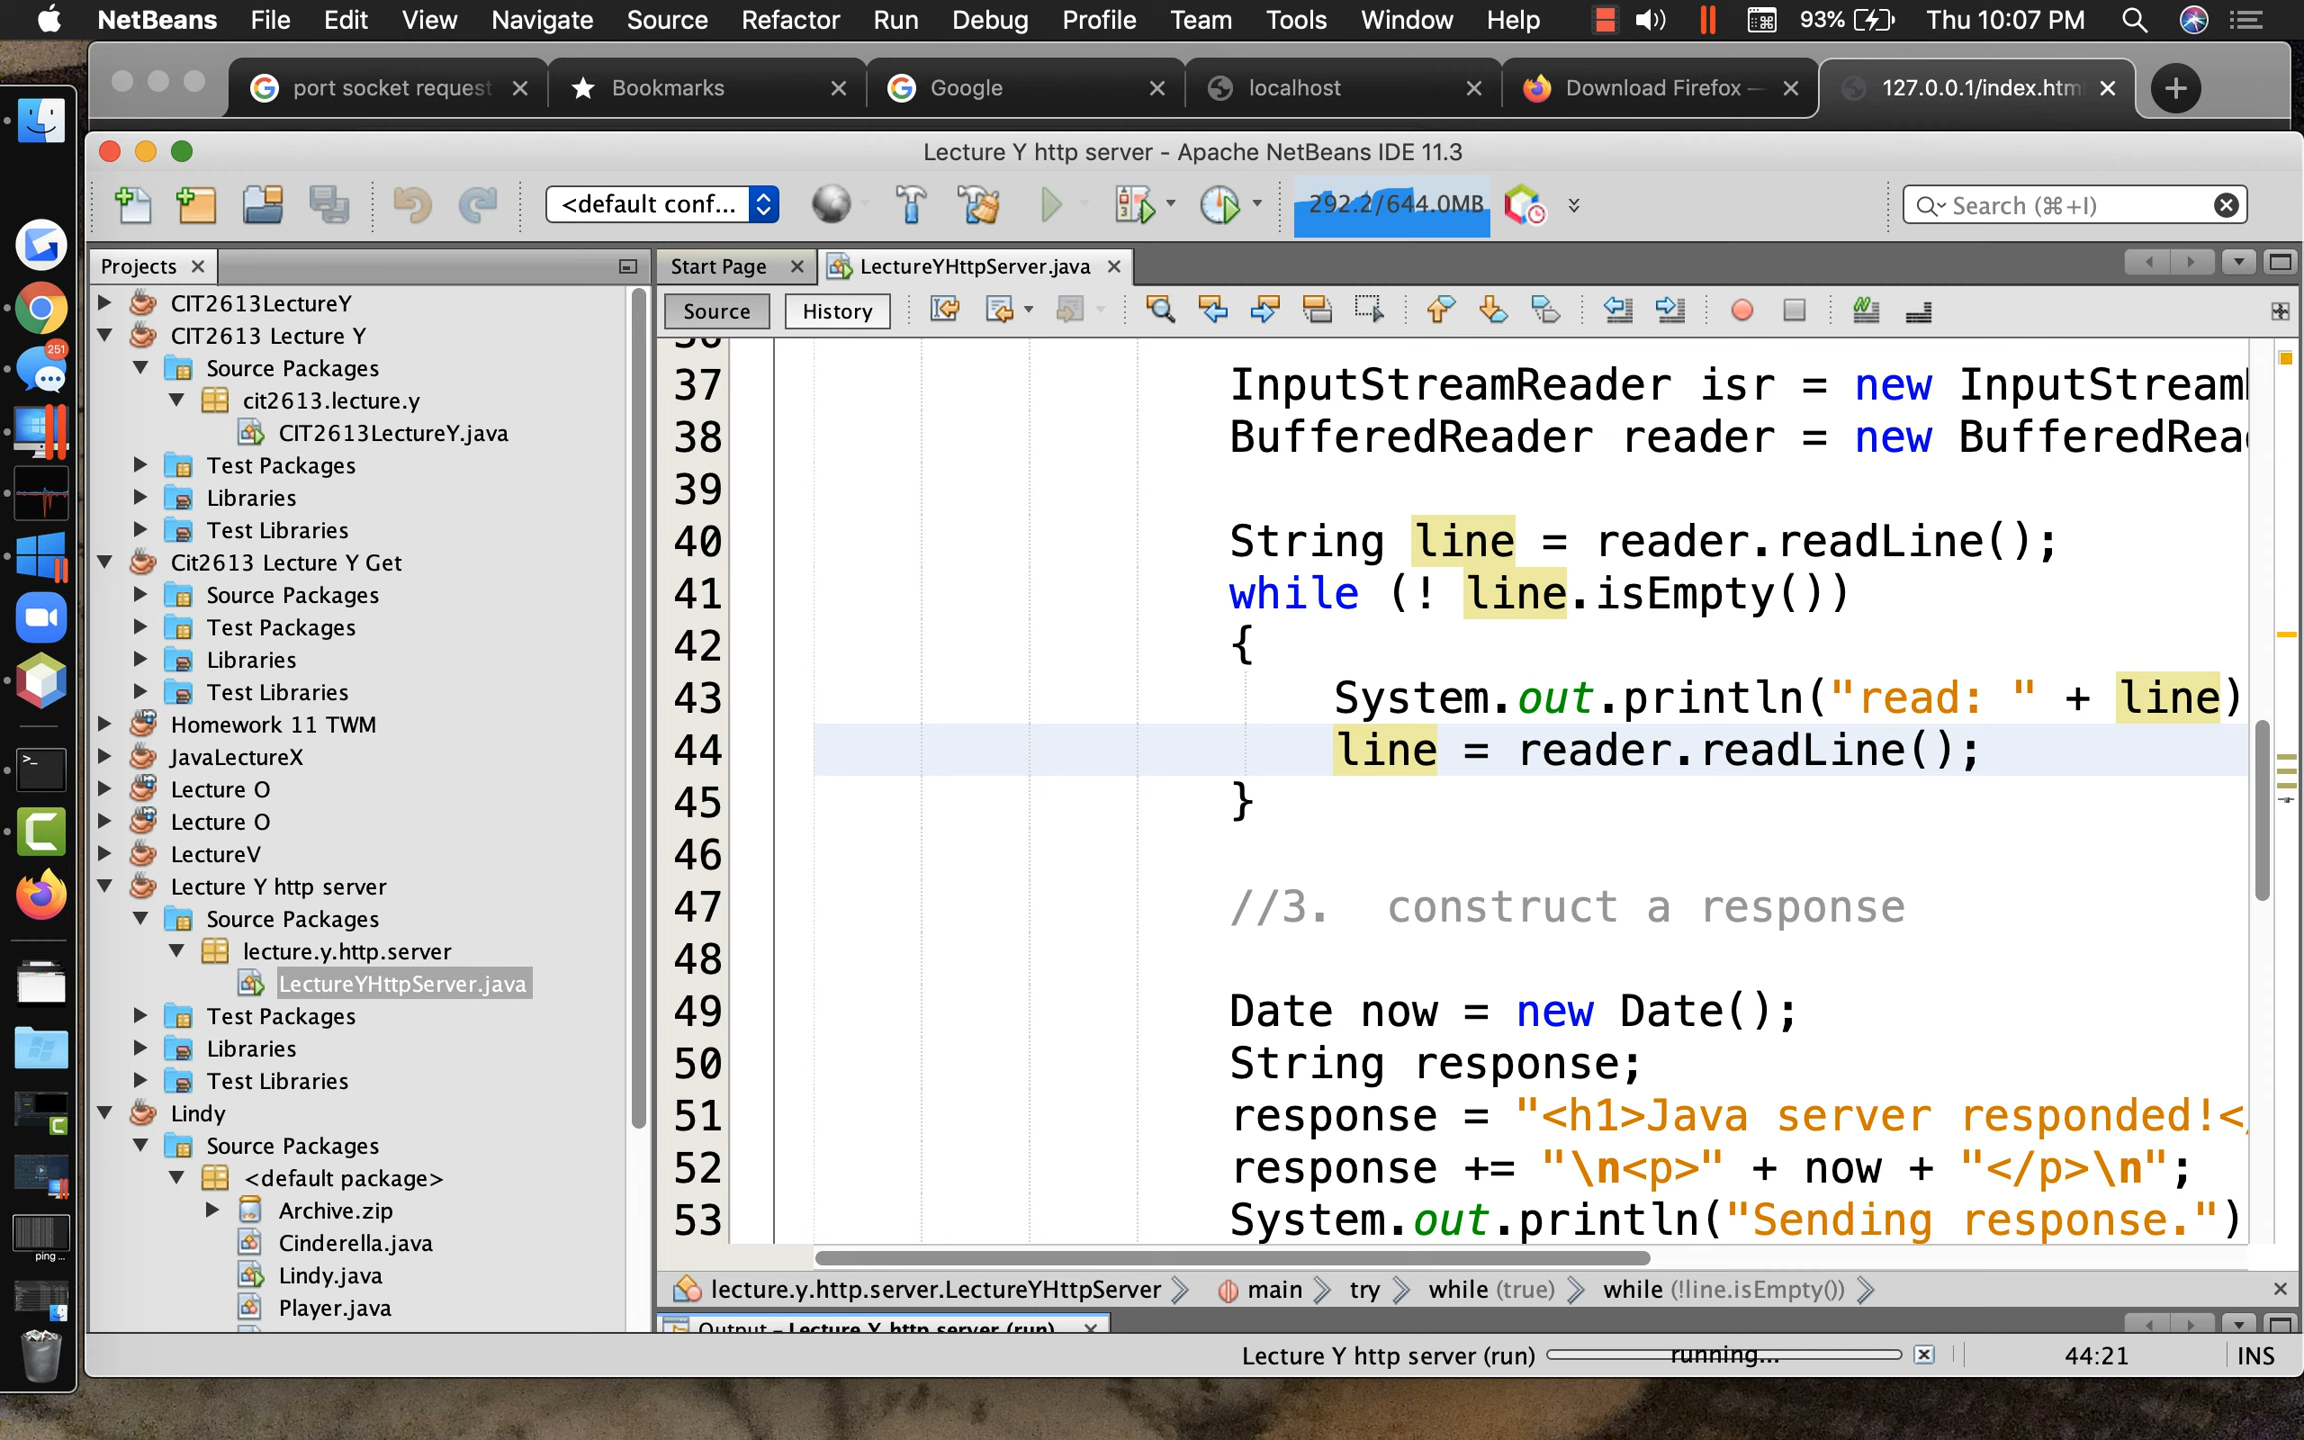 NetBeans File Edit View Navigate Source Refactor Run Debug Profile Team Tools Window Help 93% Thu 10:07 PM
port socket request Bookmarks Google localhost Download Firefox — 127.0.0.1/index.htm
Lecture Y http server - Apache NetBeans IDE 11.3
<default conf... 292.2/644.0MB Search (⌘+I)
Projects
CIT2613LectureY
CIT2613 Lecture Y
Source Packages
cit2613.lecture.y
CIT2613LectureY.java
Test Packages
Libraries
Test Libraries
Cit2613 Lecture Y Get
Source Packages
Test Packages
Libraries
Test Libraries
Homework 11 TWM
JavaLectureX
Lecture O
Lecture O
LectureV
Lecture Y http server
Source Packages
lecture.y.http.server
LectureYHttpServer.java
Test Packages
Libraries
Test Libraries
Lindy
Source Packages
<default package>
Archive.zip
Cinderella.java
Lindy.java
Player.java
251
ping ...
Start Page LectureYHttpServer.java
Source History
36
37 InputStreamReader isr = new InputStream
38 BufferedReader reader = new BufferedRea
39
40 String line = reader.readLine();
41 while (! line.isEmpty())
42 {
43 System.out.println("read: " + line)
44 line = reader.readLine();
45 }
46
47 //3.  construct a response
48
49 Date now = new Date();
50 String response;
51 response = "<h1>Java server responded!<
52 response += "\n<p>" + now + "</p>\n";
53 System.out.println("Sending response.")
lecture.y.http.server.LectureYHttpServer main try while (true) while (!line.isEmpty())
Output - Lecture Y http server (run)
Lecture Y http server (run) running... 44:21 INS